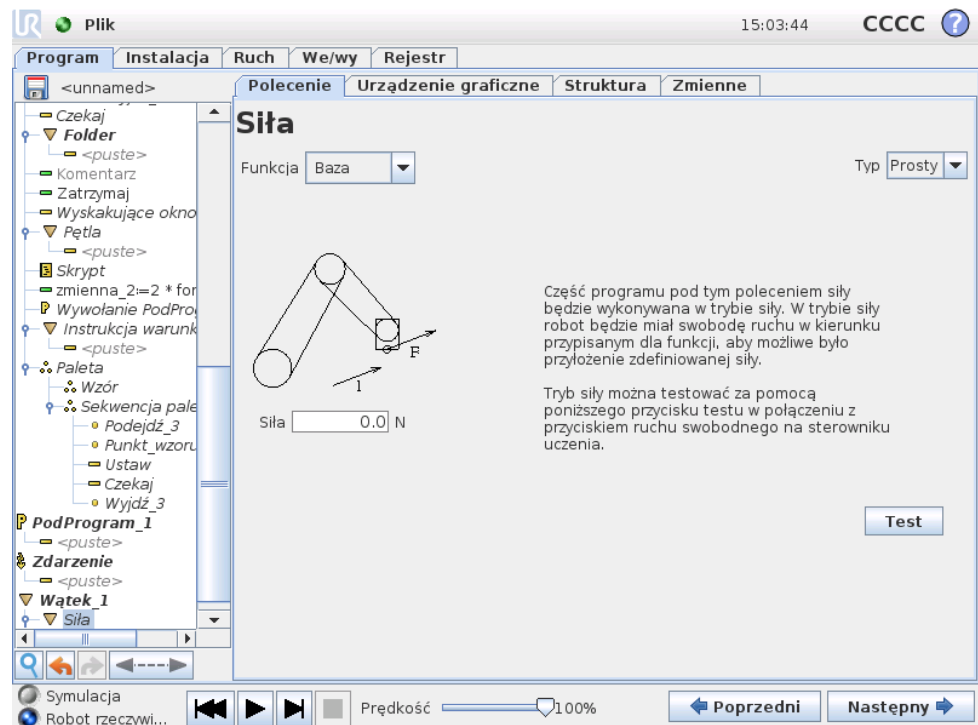 Plik
15:03:44
CCCC
?
Program Instalacja Ruch We/wy Rejestr
<unnamed>
Polecenie Urządzenie graficzne Struktura Zmienne
Czekaj
Folder
<puste>
Komentarz
Zatrzymaj
Wyskakujące okno
Pętla
<puste>
Skrypt
zmienna_2:=2 * for
Wywołanie PodPro
Instrukcja warunk
<puste>
Paleta
Wzór
Sekwencja pale
Podejdź_3
Punkt_wzoru
Ustaw
Czekaj
Wyjdź_3
P PodProgram_1
<puste>
Zdarzenie
<puste>
Wątek_1
Siła
Siła
Funkcja Baza
Typ Prosty
F
1
Siła 0.0 N
Część programu pod tym poleceniem siły
będzie wykonywana w trybie siły. W trybie siły
robot będzie miał swobodę ruchu w kierunku
przypisanym dla funkcji, aby możliwe było
przyłożenie zdefiniowanej siły.
Tryb siły można testować za pomocą
poniższego przycisku testu w połączeniu z
przyciskiem ruchu swobodnego na sterowniku
uczenia.
Test
Symulacja
Robot rzeczywi...
Prędkość 100%
Poprzedni
Następny